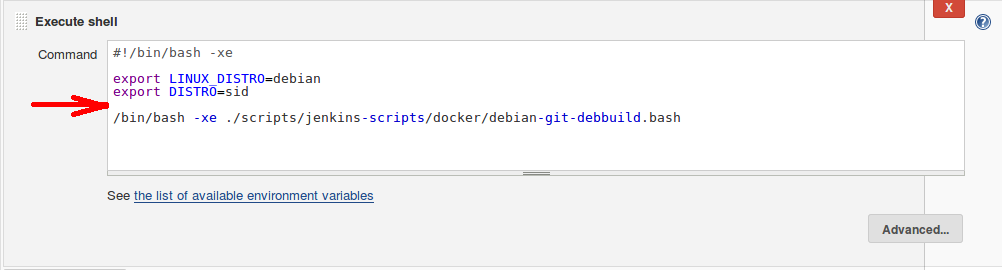 X
Execute shell
?
Command
#!/bin/bash -xe
export LINUX_DISTRO=debian
export DISTRO=sid
/bin/bash -xe ./scripts/jenkins-scripts/docker/debian-git-debbuild.bash
See the list of available environment variables
Advanced...